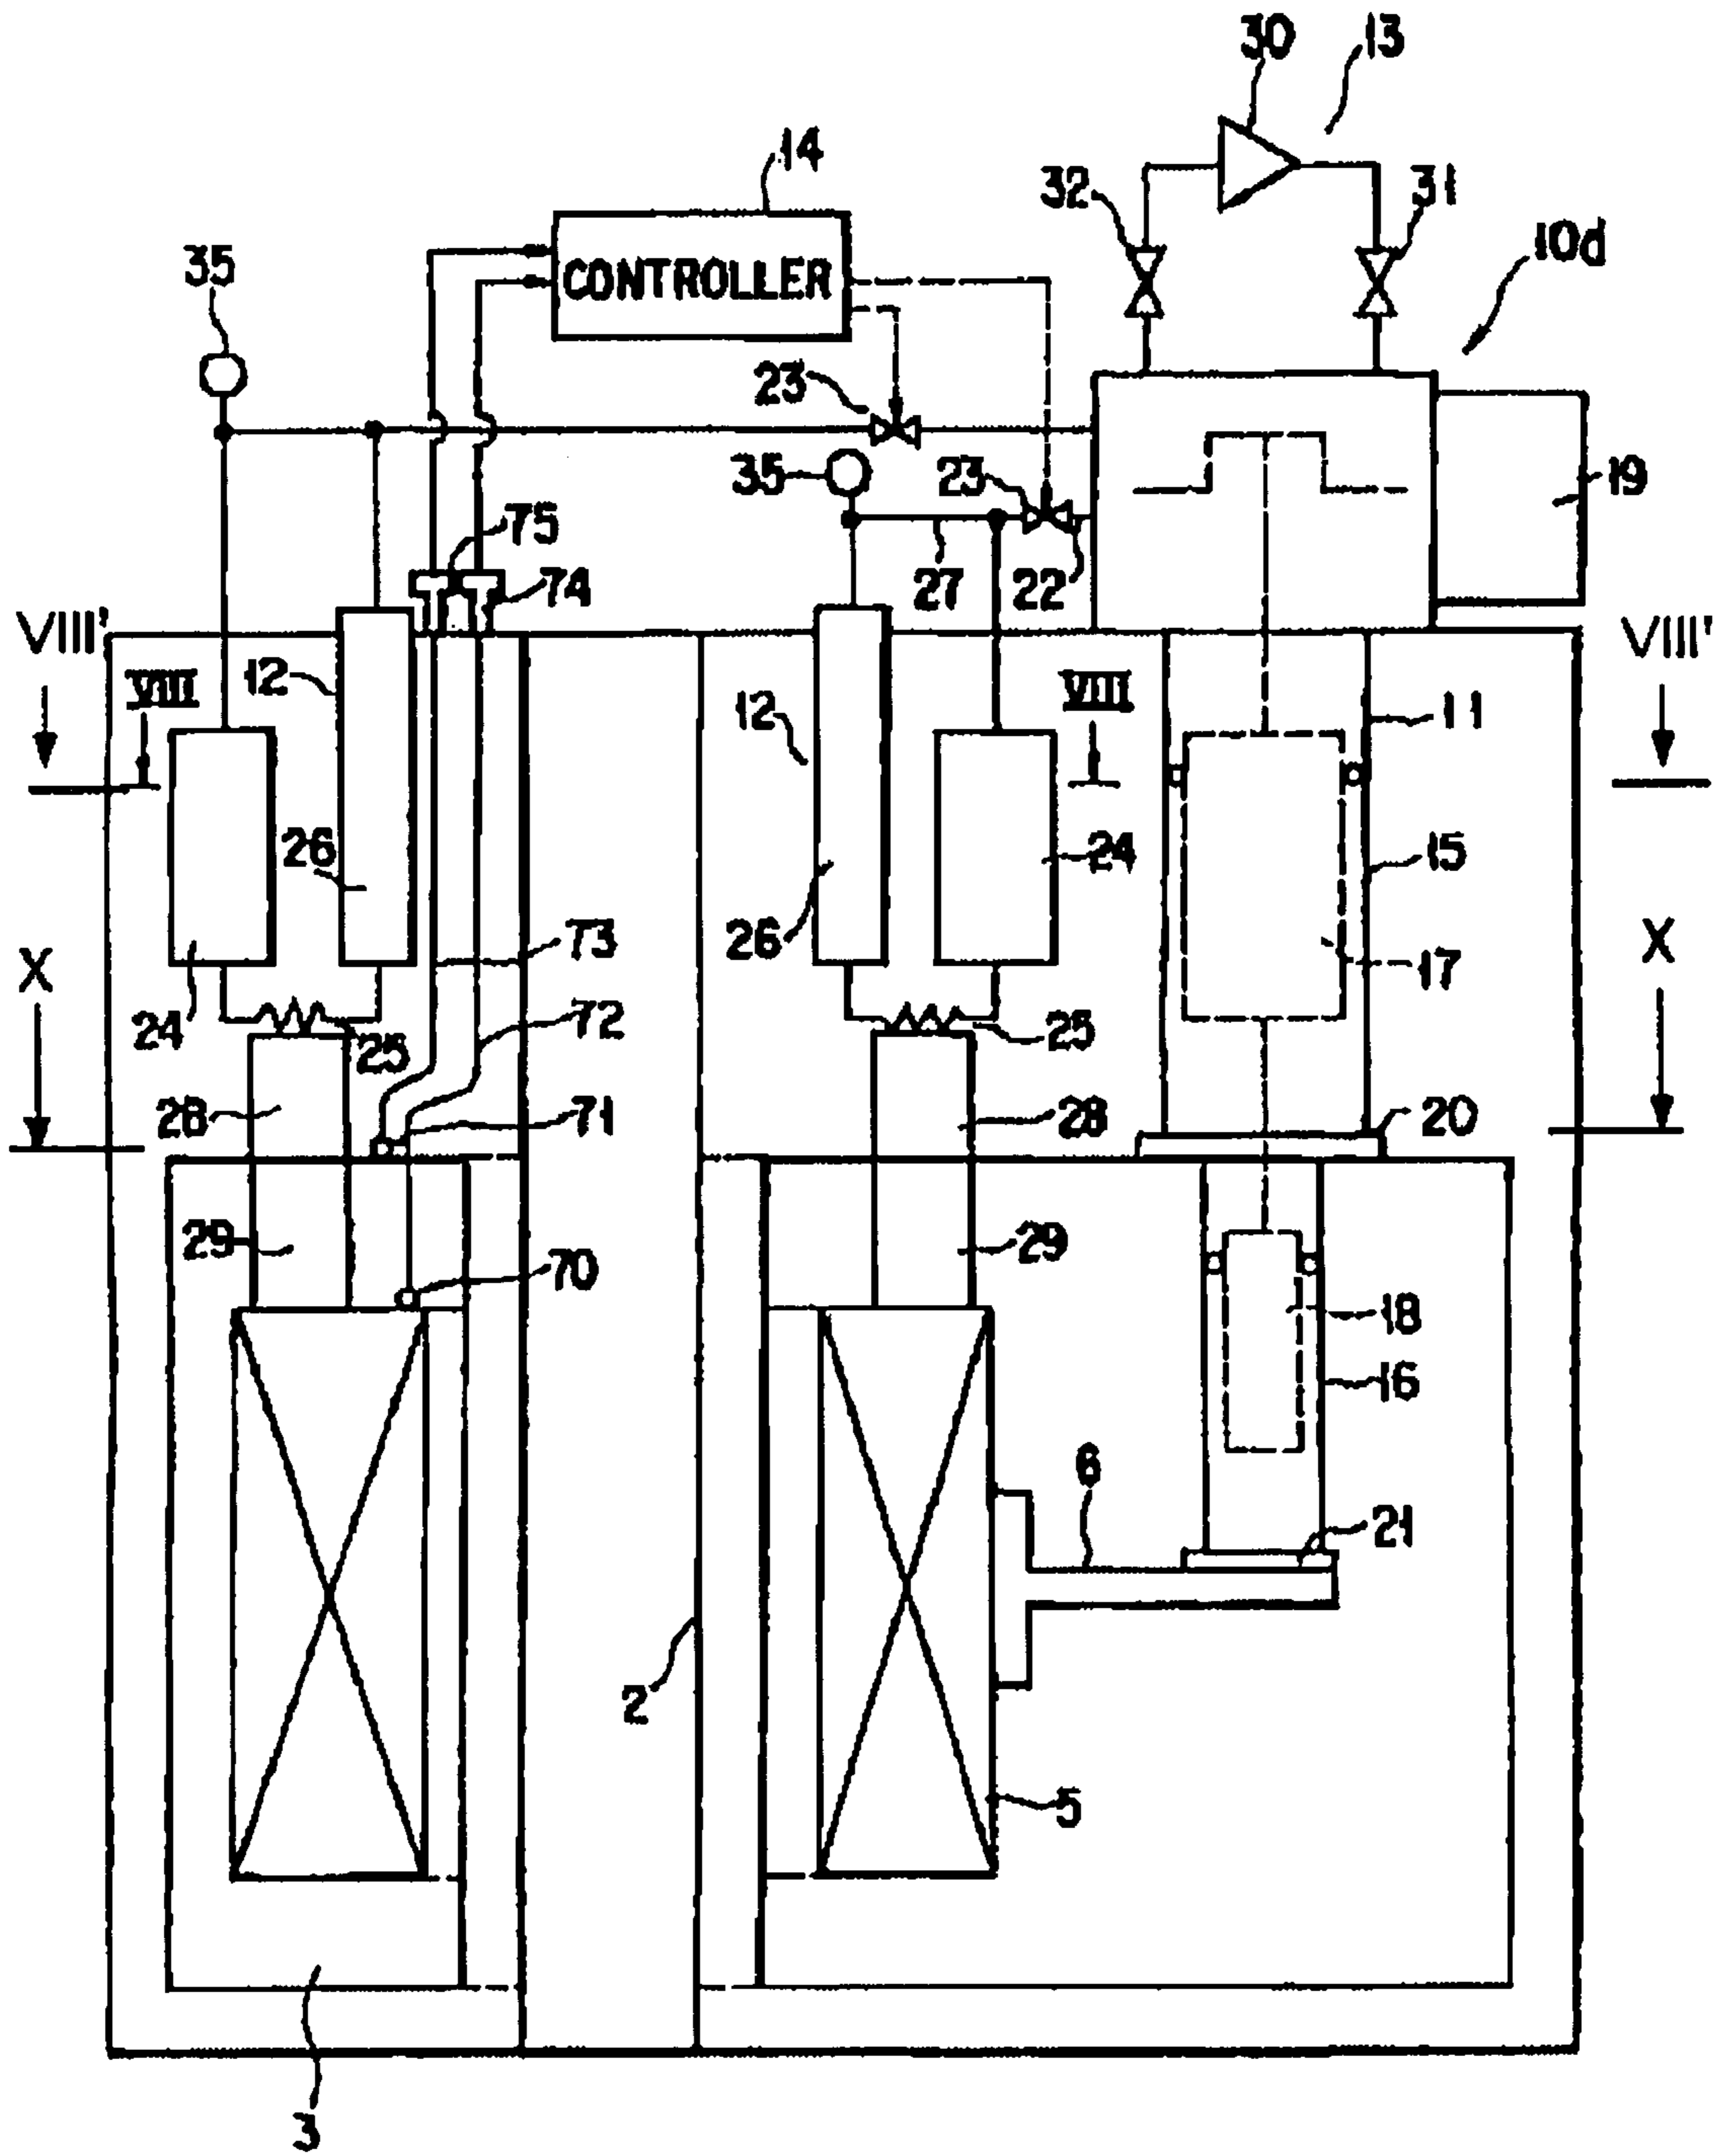 30 13
14
32 31
10d
35
CONTROLLER
23
35 23 19
75
27 22 74
VIII' VIII'
12 VIII 12 VIII 11
26 24 15
73 26
X X
17
24 25 72 25
28 71 28 20
29 70 29
18
16
6
21
2
5
3